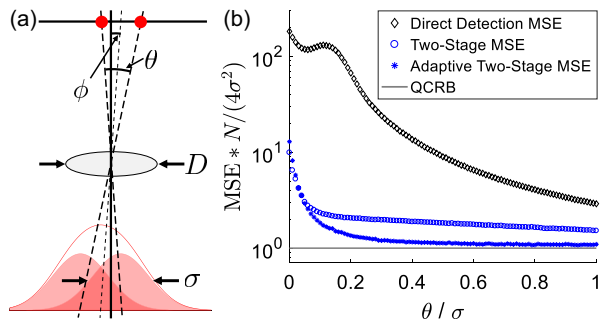 (a)
ϕ
θ
D
σ
(b)
Direct Detection MSE
Two-Stage MSE
Adaptive Two-Stage MSE
QCRB
MSE * N/(4σ²)
10²
10¹
10⁰
0 0.2 0.4 0.6 0.8 1
θ / σ